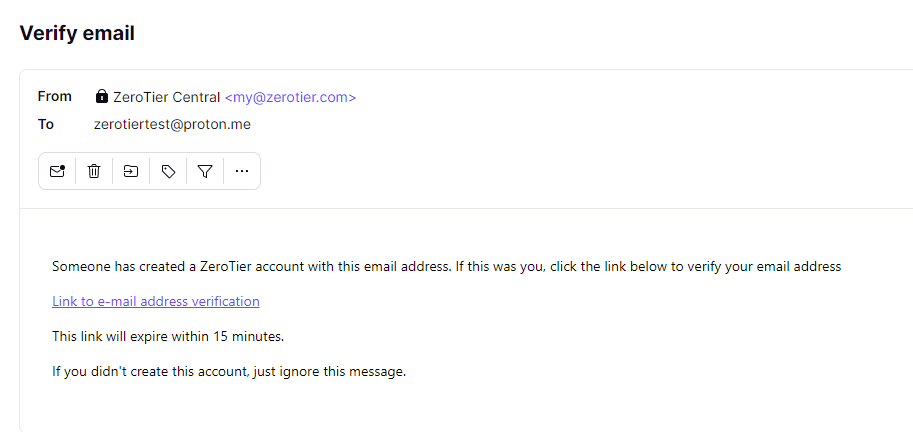 Verify email
From ZeroTier Central <my@zerotier.com>
To zerotiertest@proton.me
Someone has created a ZeroTier account with this email address. If this was you, click the link below to verify your email address
Link to e-mail address verification
This link will expire within 15 minutes.
If you didn't create this account, just ignore this message.